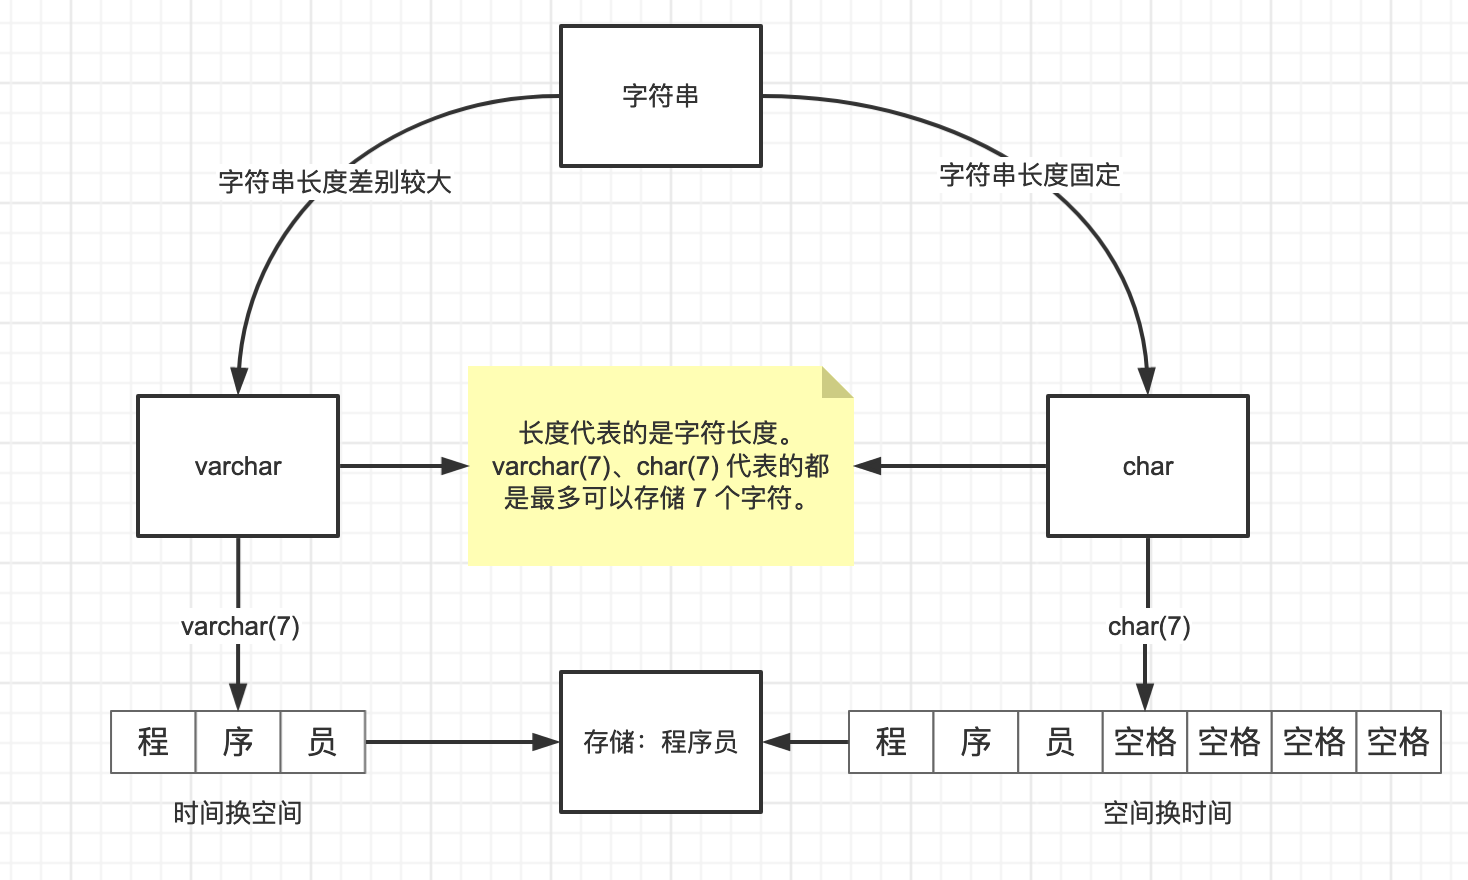 字符串
字符串长度差别较大
字符串长度固定
varchar
长度代表的是字符长度。
varchar(7)、char(7) 代表的都
是最多可以存储 7 个字符。
char
varchar(7)
char(7)
程 序 员
存储：程序员
程 序 员 空格 空格 空格 空格
时间换空间
空间换时间